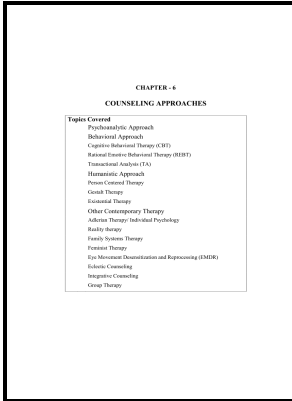 CHAPTER - 6
COUNSELING APPROACHES
Topics Covered
Psychoanalytic Approach
Behavioral Approach
Cognitive Behavioral Therapy (CBT)
Rational Emotive Behavioral Therapy (REBT)
Transactional Analysis (TA)
Humanistic Approach
Person Centered Therapy
Gestalt Therapy
Existential Therapy
Other Contemporary Therapy
Adlerian Therapy/ Individual Psychology
Reality therapy
Family Systems Therapy
Feminist Therapy
Eye Movement Desensitization and Reprocessing (EMDR)
Eclectic Counseling
Integrative Counseling
Group Therapy